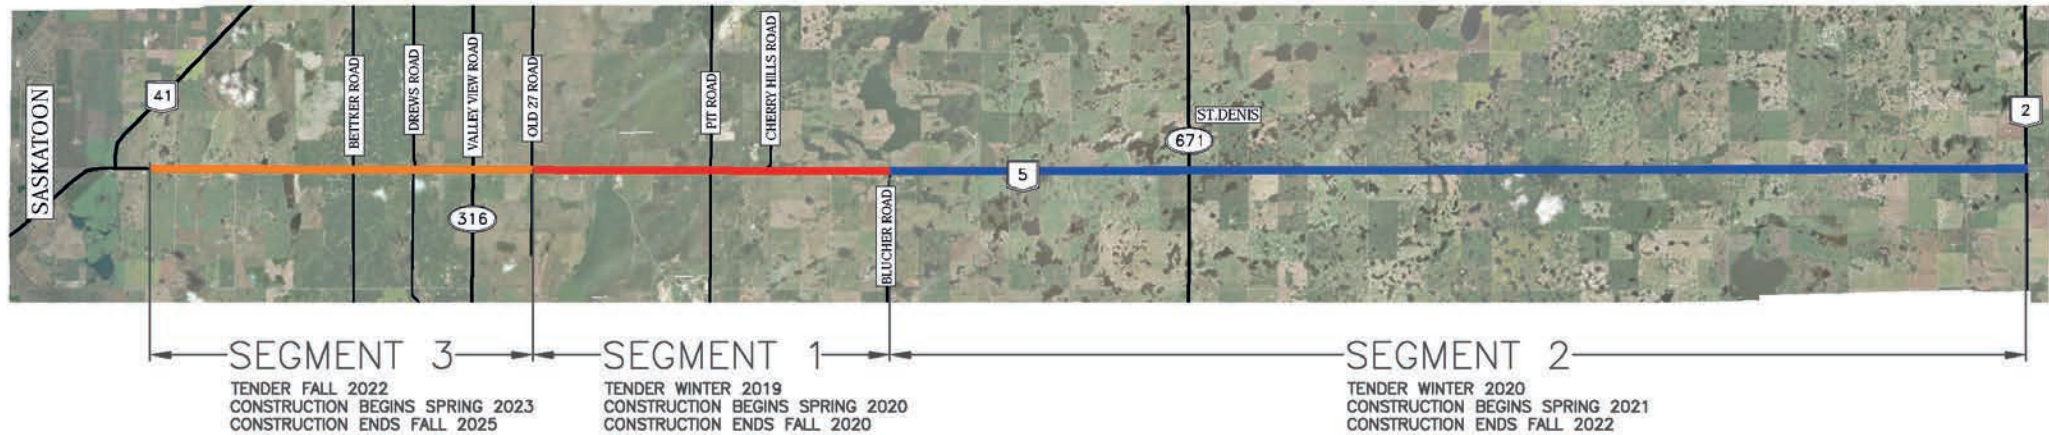 SASKATOON
41
BETTKER ROAD
DREWS ROAD
VALLEY VIEW ROAD
316
OLD 27 ROAD
PIT ROAD
CHERRY HILLS ROAD
BLUCHER ROAD
5
671
ST.DENIS
2
SEGMENT 3
TENDER FALL 2022
CONSTRUCTION BEGINS SPRING 2023
CONSTRUCTION ENDS FALL 2025
SEGMENT 1
TENDER WINTER 2019
CONSTRUCTION BEGINS SPRING 2020
CONSTRUCTION ENDS FALL 2020
SEGMENT 2
TENDER WINTER 2020
CONSTRUCTION BEGINS SPRING 2021
CONSTRUCTION ENDS FALL 2022